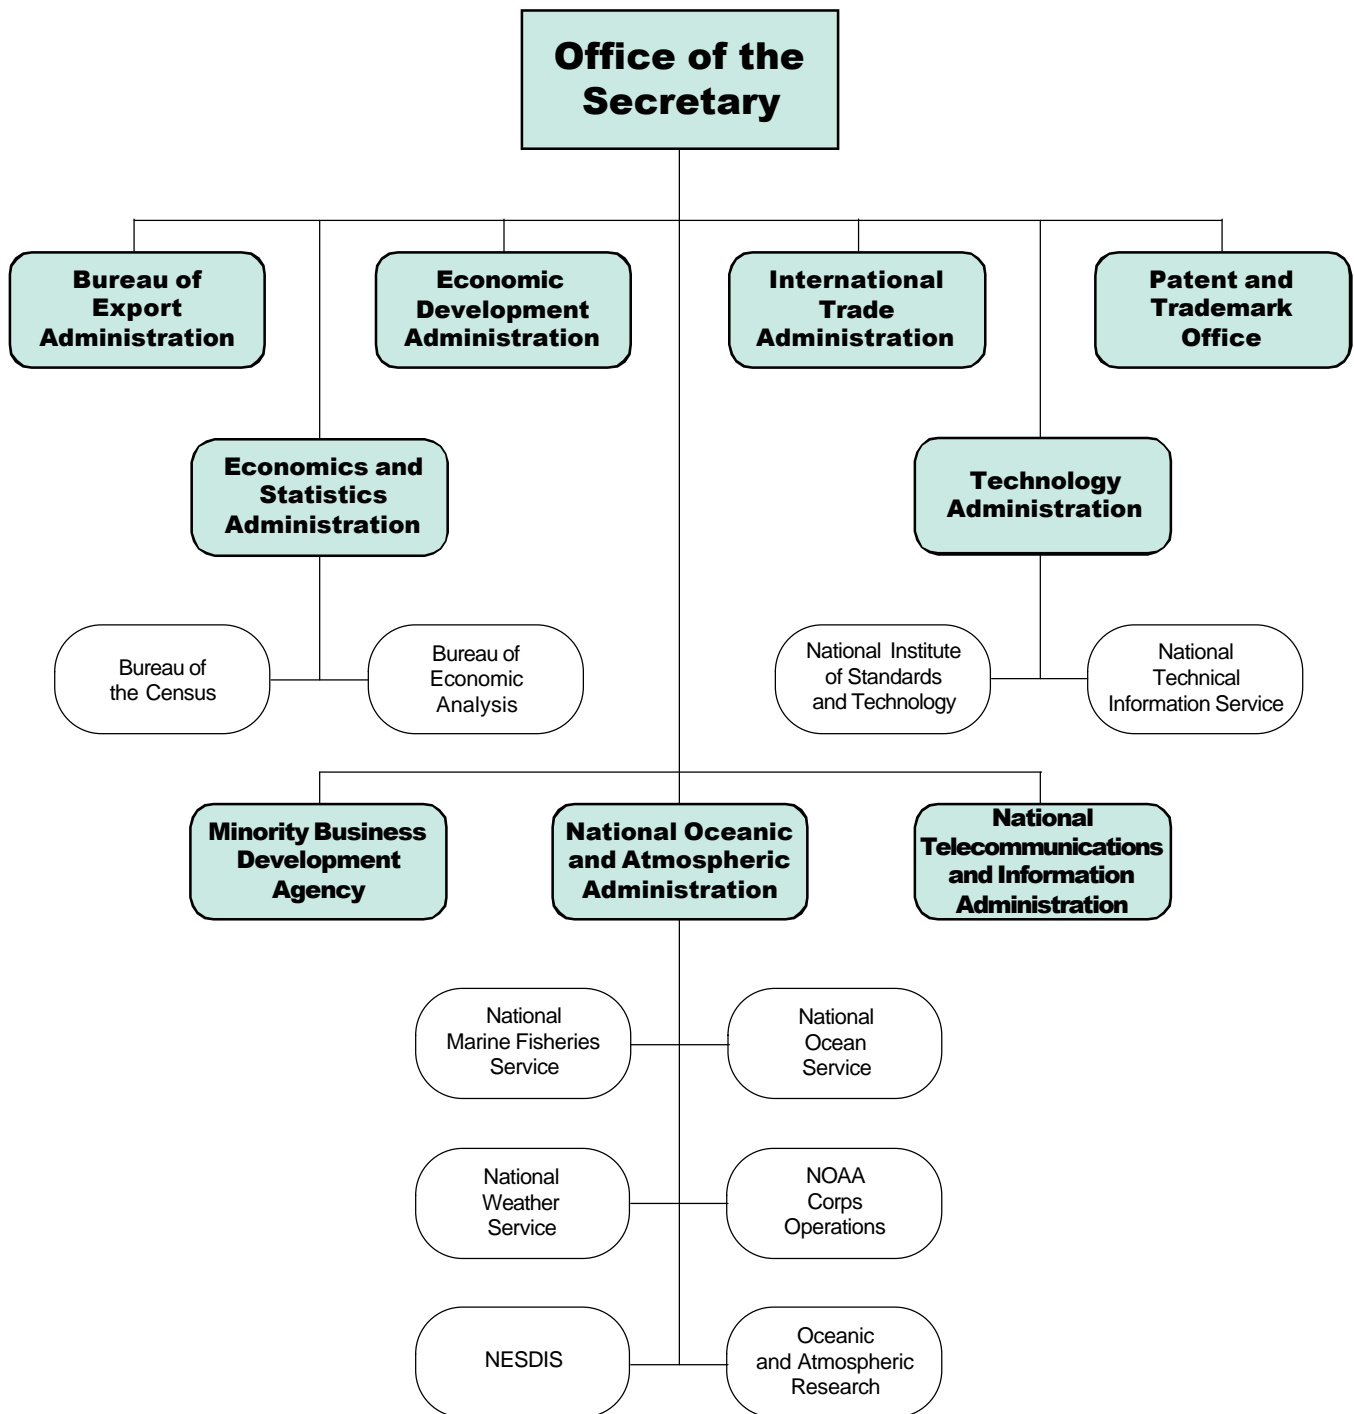 Office of the
Secretary
Bureau of
Export
Administration
Economic
Development
Administration
International
Trade
Administration
Patent and
Trademark
Office
Economics and
Statistics
Administration
Technology
Administration
Bureau of
the Census
Bureau of
Economic
Analysis
National Institute
of Standards
and Technology
National
Technical
Information Service
Minority Business
Development
Agency
National Oceanic
and Atmospheric
Administration
National
Telecommunications
and Information
Administration
National
Marine Fisheries
Service
National
Ocean
Service
National
Weather
Service
NOAA
Corps
Operations
NESDIS
Oceanic
and Atmospheric
Research